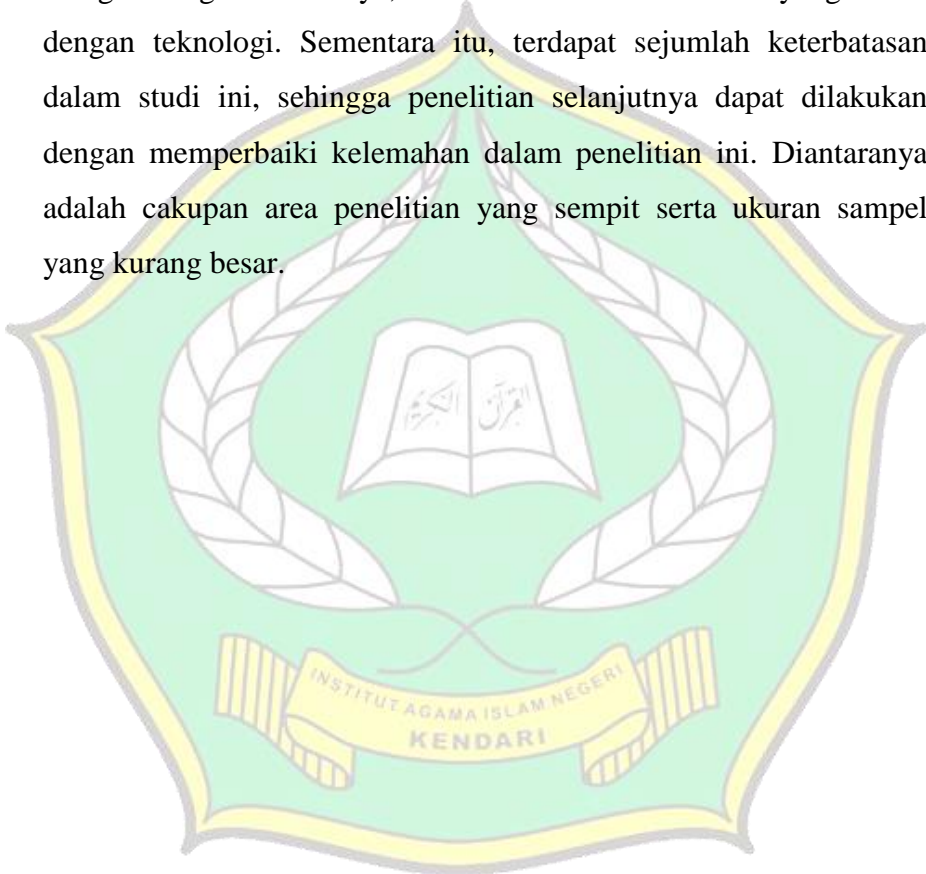 dengan teknologi. Sementara itu, terdapat sejumlah keterbatasan
dalam studi ini, sehingga penelitian selanjutnya dapat dilakukan
dengan memperbaiki kelemahan dalam penelitian ini. Diantaranya
adalah cakupan area penelitian yang sempit serta ukuran sampel
yang kurang besar.
القرآن الكريم
INSTITUT AGAMA ISLAM NEGERI
KENDARI